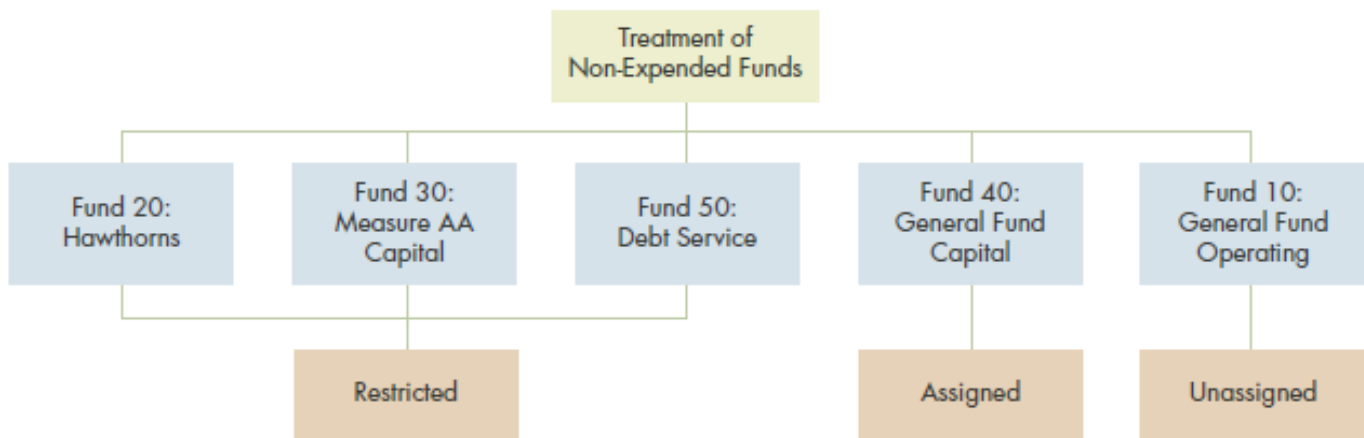 Treatment of
Non-Expended Funds
Fund 20:
Hawthorns
Fund 30:
Measure AA
Capital
Fund 50:
Debt Service
Fund 40:
General Fund
Capital
Fund 10:
General Fund
Operating
Restricted
Assigned
Unassigned